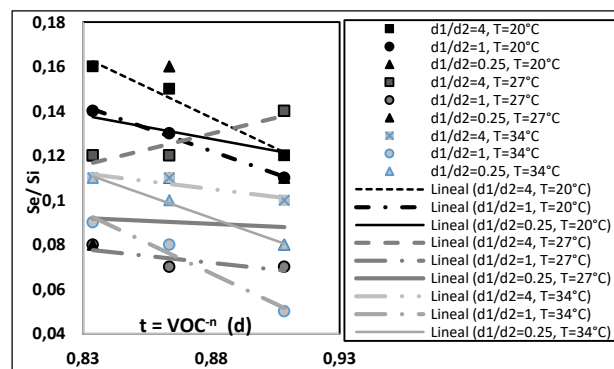 0,18
0,16
0,14
0,12
0,1
0,08
0,06
0,04
Se/ Si
t = VOC⁻ⁿ (d)
0,83
0,88
0,93
d1/d2=4, T=20°C
d1/d2=1, T=20°C
d1/d2=0.25, T=20°C
d1/d2=4, T=27°C
d1/d2=1, T=27°C
d1/d2=0.25, T=27°C
d1/d2=4, T=34°C
d1/d2=1, T=34°C
d1/d2=0.25, T=34°C
Lineal (d1/d2=4, T=20°C)
Lineal (d1/d2=1, T=20°C)
Lineal (d1/d2=0.25, T=20°C)
Lineal (d1/d2=4, T=27°C)
Lineal (d1/d2=1, T=27°C)
Lineal (d1/d2=0.25, T=27°C)
Lineal (d1/d2=4, T=34°C)
Lineal (d1/d2=1, T=34°C)
Lineal (d1/d2=0.25, T=34°C)